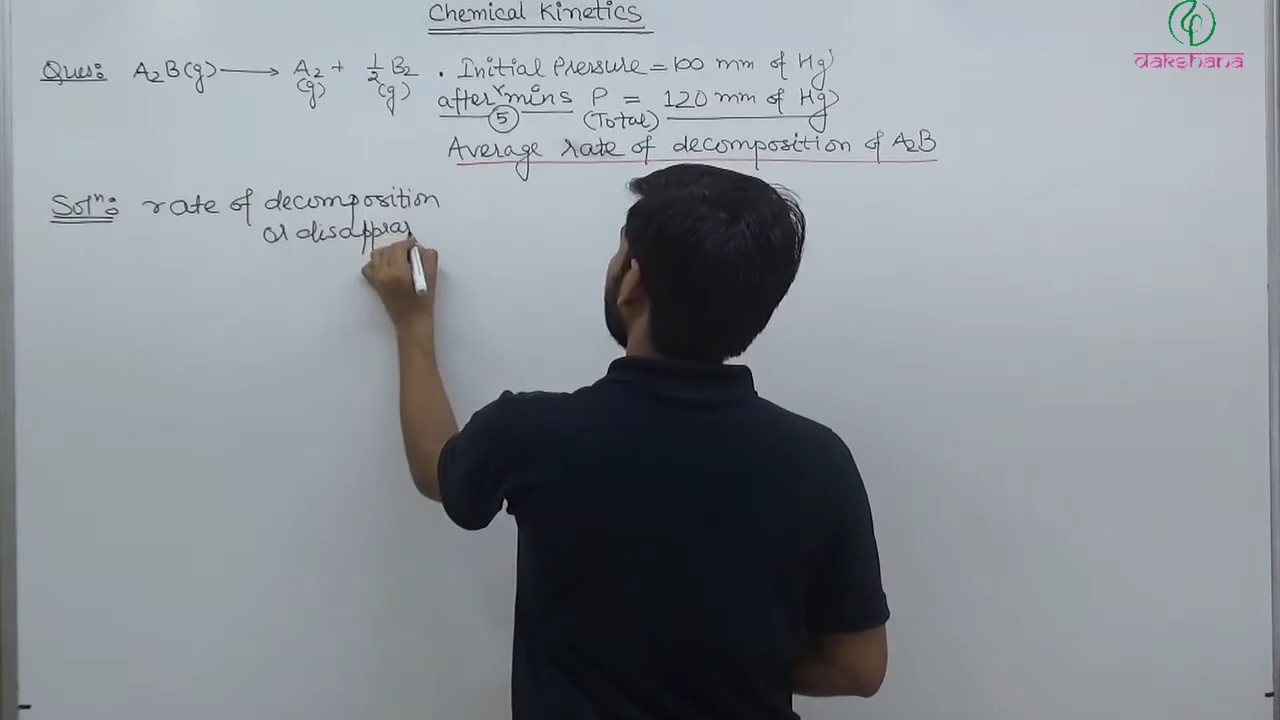 Chemical Kinetics
dakshana
Ques: A₂B(g) ⟶ A₂ + 1/2 B₂ . Initial Pressure = 100 mm of Hg
(g) (g) after 5 mins P = 120 mm of Hg
(Total)
Average rate of decomposition of A₂B
Solⁿ: rate of decomposition
or disapprar